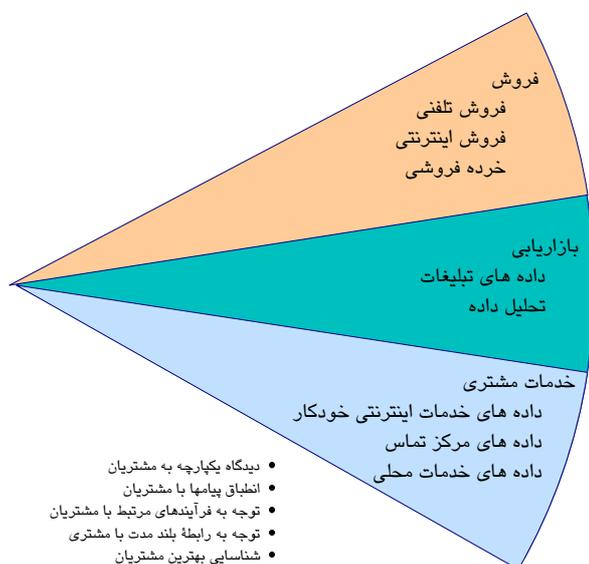 فروش
فروش تلفنی
فروش اینترنتی
خرده فروشی
بازاریابی
داده های تبلیغات
تحلیل داده
خدمات مشتری
داده های خدمات اینترنتی خودکار
داده های مرکز تماس
داده های خدمات محلی
• دیدگاه یکپارچه به مشتریان
• انطباق پیامها با مشتریان
• توجه به فرآیندهای مرتبط با مشتریان
• توجه به رابطهٔ بلند مدت با مشتری
• شناسایی بهترین مشتریان